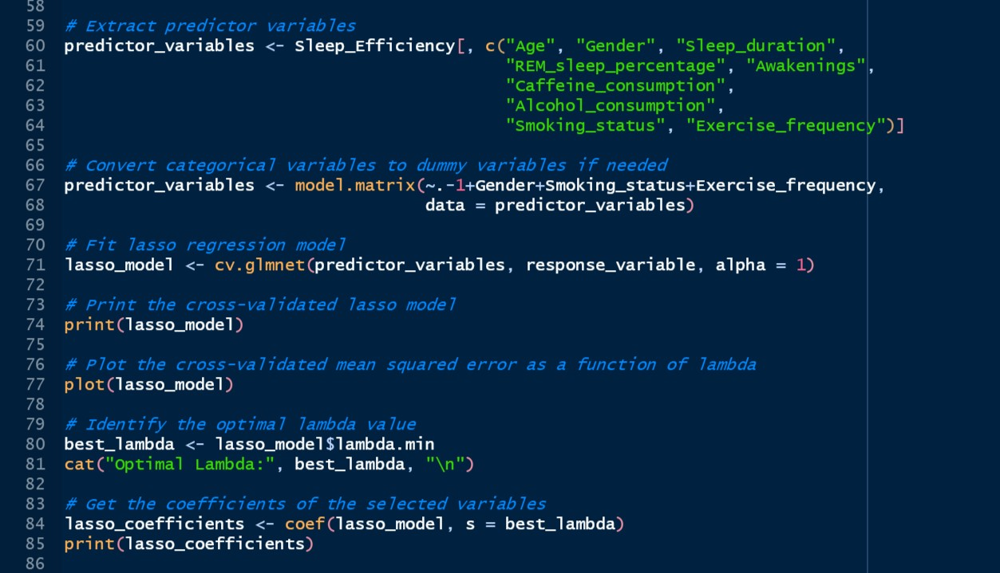 58
59 # Extract predictor variables
60 predictor_variables <- Sleep_Efficiency[, c("Age", "Gender", "Sleep_duration",
61 "REM_sleep_percentage", "Awakenings",
62 "Caffeine_consumption",
63 "Alcohol_consumption",
64 "Smoking_status", "Exercise_frequency")]
65
66 # Convert categorical variables to dummy variables if needed
67 predictor_variables <- model.matrix(~.-1+Gender+Smoking_status+Exercise_frequency,
68 data = predictor_variables)
69
70 # Fit lasso regression model
71 lasso_model <- cv.glmnet(predictor_variables, response_variable, alpha = 1)
72
73 # Print the cross-validated lasso model
74 print(lasso_model)
75
76 # Plot the cross-validated mean squared error as a function of lambda
77 plot(lasso_model)
78
79 # Identify the optimal lambda value
80 best_lambda <- lasso_model$lambda.min
81 cat("Optimal Lambda:", best_lambda, "\n")
82
83 # Get the coefficients of the selected variables
84 lasso_coefficients <- coef(lasso_model, s = best_lambda)
85 print(lasso_coefficients)
86